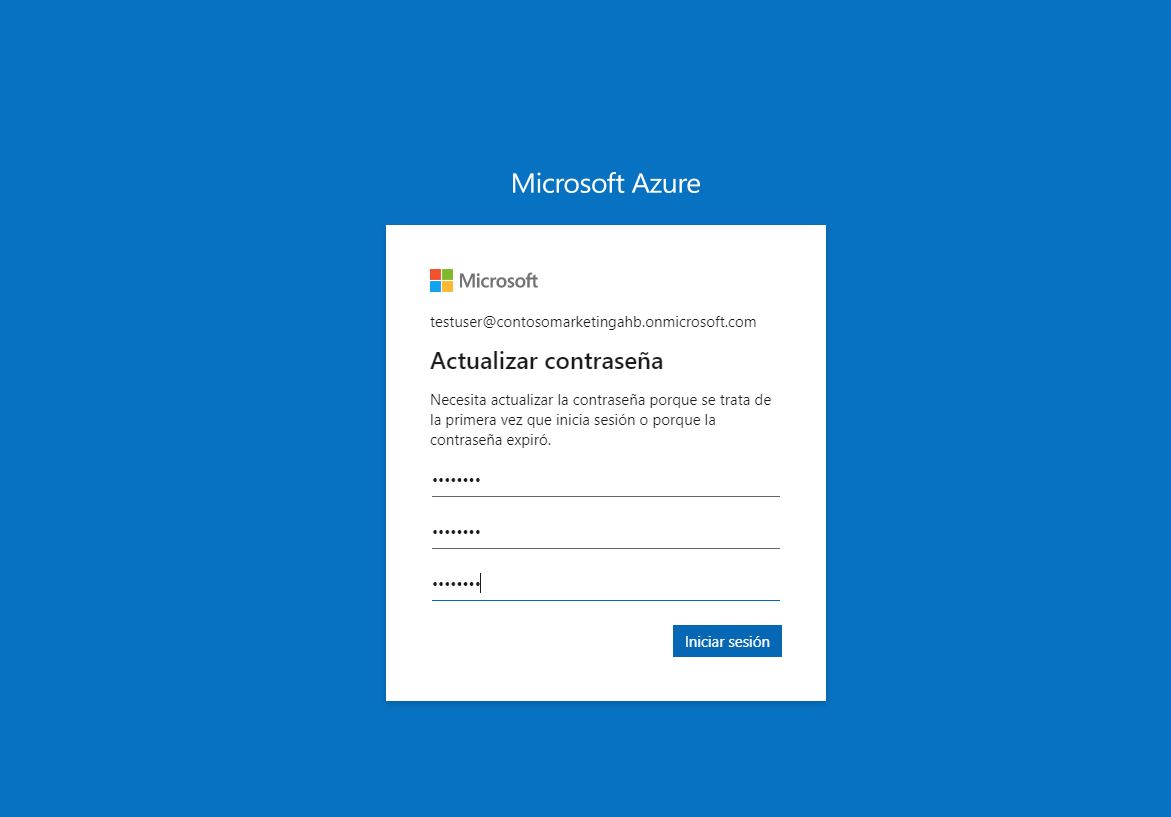 Microsoft Azure
Microsoft
testuser@contosomarketingahb.onmicrosoft.com
Actualizar contraseña
Necesita actualizar la contraseña porque se trata de
la primera vez que inicia sesión o porque la
contraseña expiró.
••••••••
••••••••
••••••••
Iniciar sesión